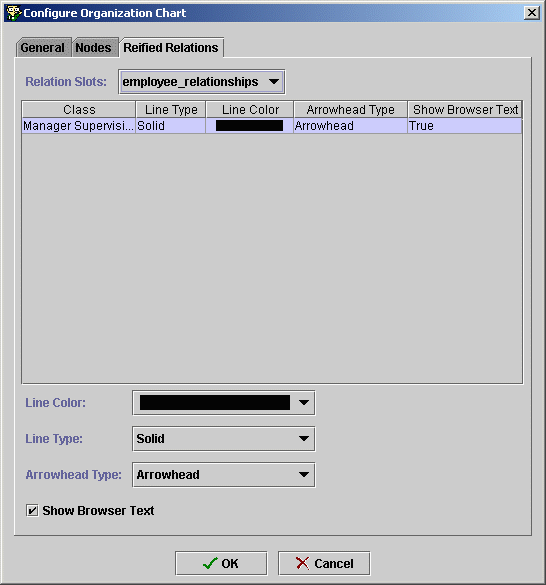 Configure Organization Chart
General Nodes Reified Relations
Relation Slots: employee_relationships
Class Line Type Line Color Arrowhead Type Show Browser Text
Manager Supervisi... Solid Arrowhead True
Line Color:
Line Type: Solid
Arrowhead Type: Arrowhead
Show Browser Text
OK Cancel